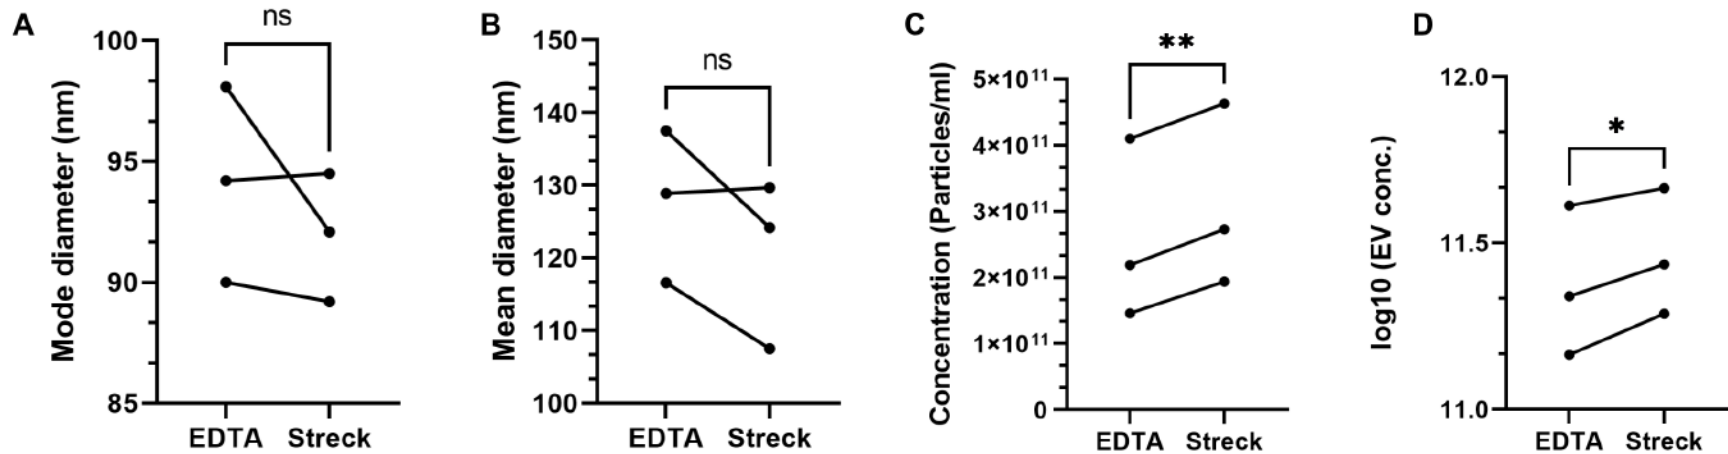 A
ns
Mode diameter (nm)
100
95
90
85
EDTA Streck
B
ns
Mean diameter (nm)
150
140
130
120
110
100
EDTA Streck
C
**
Concentration (Particles/ml)
5×10¹¹
4×10¹¹
3×10¹¹
2×10¹¹
1×10¹¹
0
EDTA Streck
D
*
log10 (EV conc.)
12.0
11.5
11.0
EDTA Streck